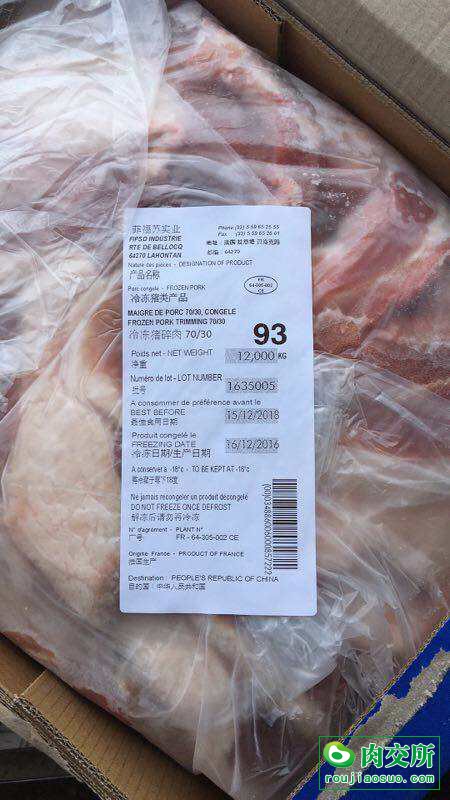 菲福苏实业
FIPSO INDUSTRIE
RTE DE BELLOCQ
64270 LAHONTAN
Phone (33) 5 59 65 25 55
Fax (33) 5 59 65 26 61
邮编：64270
Nature des pièces - DESIGNATION OF PRODUCT
产品名称
FR
64-305-002
CE
Porc congelé - FROZEN PORK
冷冻猪类产品
MAIGRE DE PORC 70/30, CONGELÉ
FROZEN PORK TRIMMING 70/30
冷冻猪碎肉 70/30
93
Poids net - NET WEIGHT 12,000 KG
净重
Numéro de lot - LOT NUMBER 1635005
批号
A consommer de préférence avant le
BEST BEFORE 15/12/2018
最佳食用日期
Produit congelé le
FREEZING DATE 16/12/2016
冷冻日期/生产日期
A conserver à -18°c - TO BE KEPT AT -18°c
Ne jamais recongeler un produit décongelé
DO NOT FREEZE ONCE DEFROST
解冻后请勿再冷冻
N° d'agrément - PLANT N°
厂号 FR - 64-305-002 CE
Origine France - PRODUCT OF FRANCE
法国生产
Destination PEOPLE'S REPUBLIC OF CHINA
目的国：中华人民共和国
肉交所
roujiaosuo.com